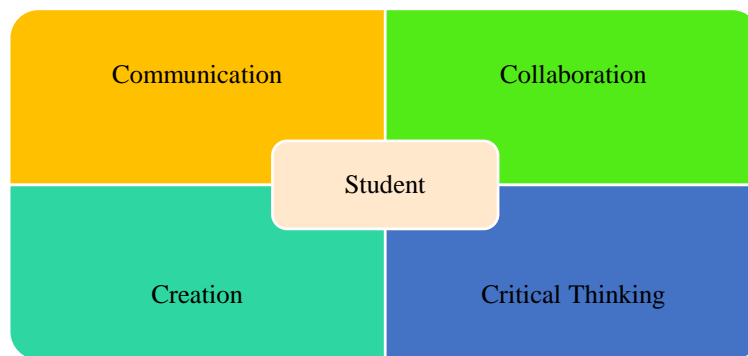 Communication
Collaboration
Student
Creation
Critical Thinking